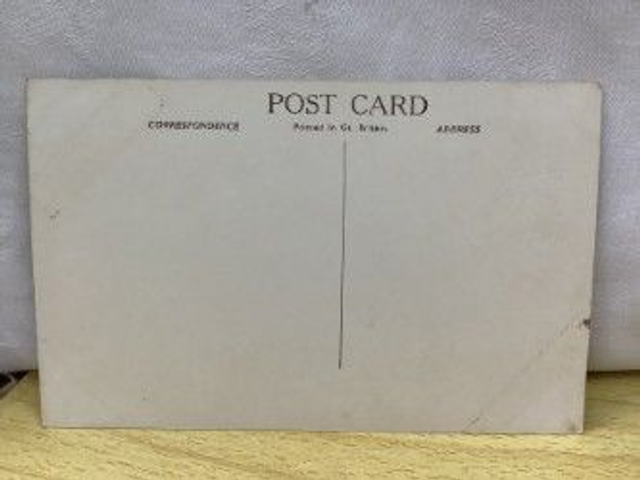 POST CARD
CORRESPONDENCE Printed in Gt. Britain. ADDRESS